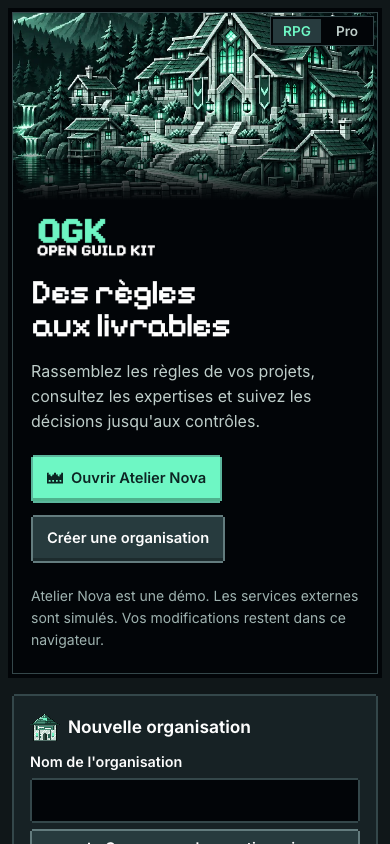 RPG Pro
OGK
OPEN GUILD KIT
Des règles
aux livrables
Rassemblez les règles de vos projets,
consultez les expertises et suivez les
décisions jusqu'aux contrôles.
Ouvrir Atelier Nova
Créer une organisation
Atelier Nova est une démo. Les services externes
sont simulés. Vos modifications restent dans ce
navigateur.
Nouvelle organisation
Nom de l'organisation